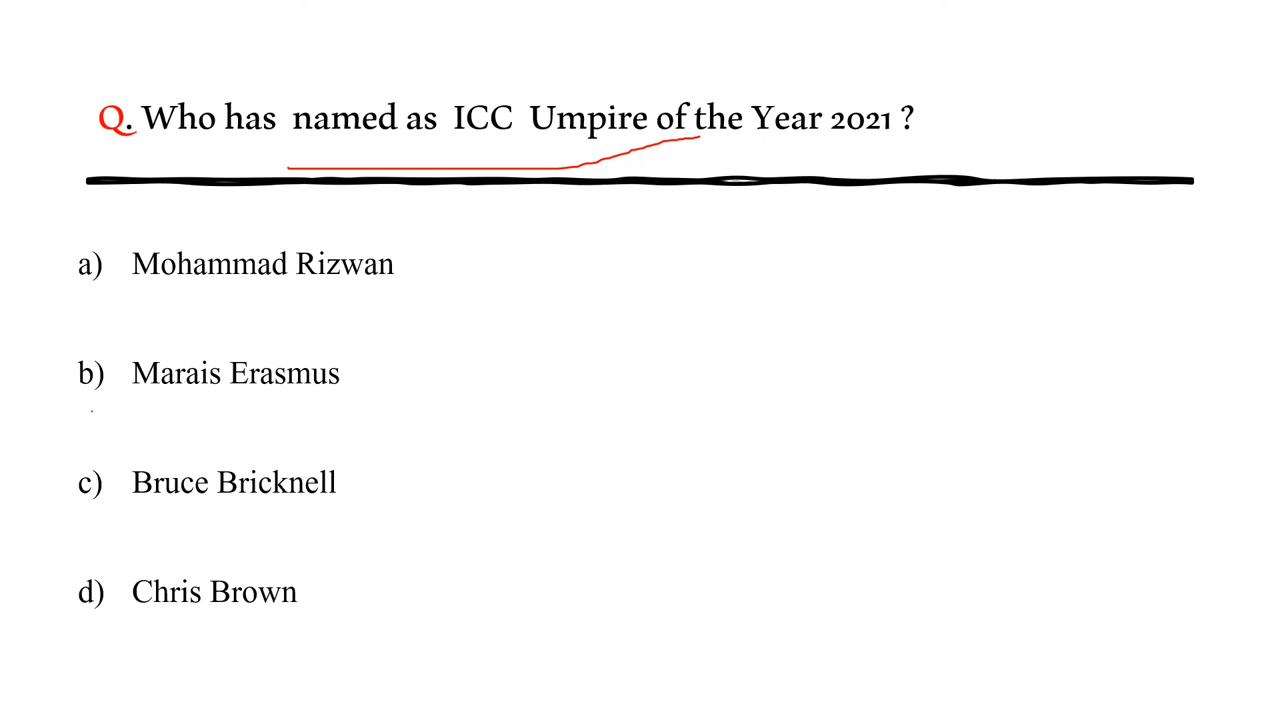 Q. Who has named as ICC Umpire of the Year 2021 ?
a) Mohammad Rizwan
b) Marais Erasmus
c) Bruce Bricknell
d) Chris Brown